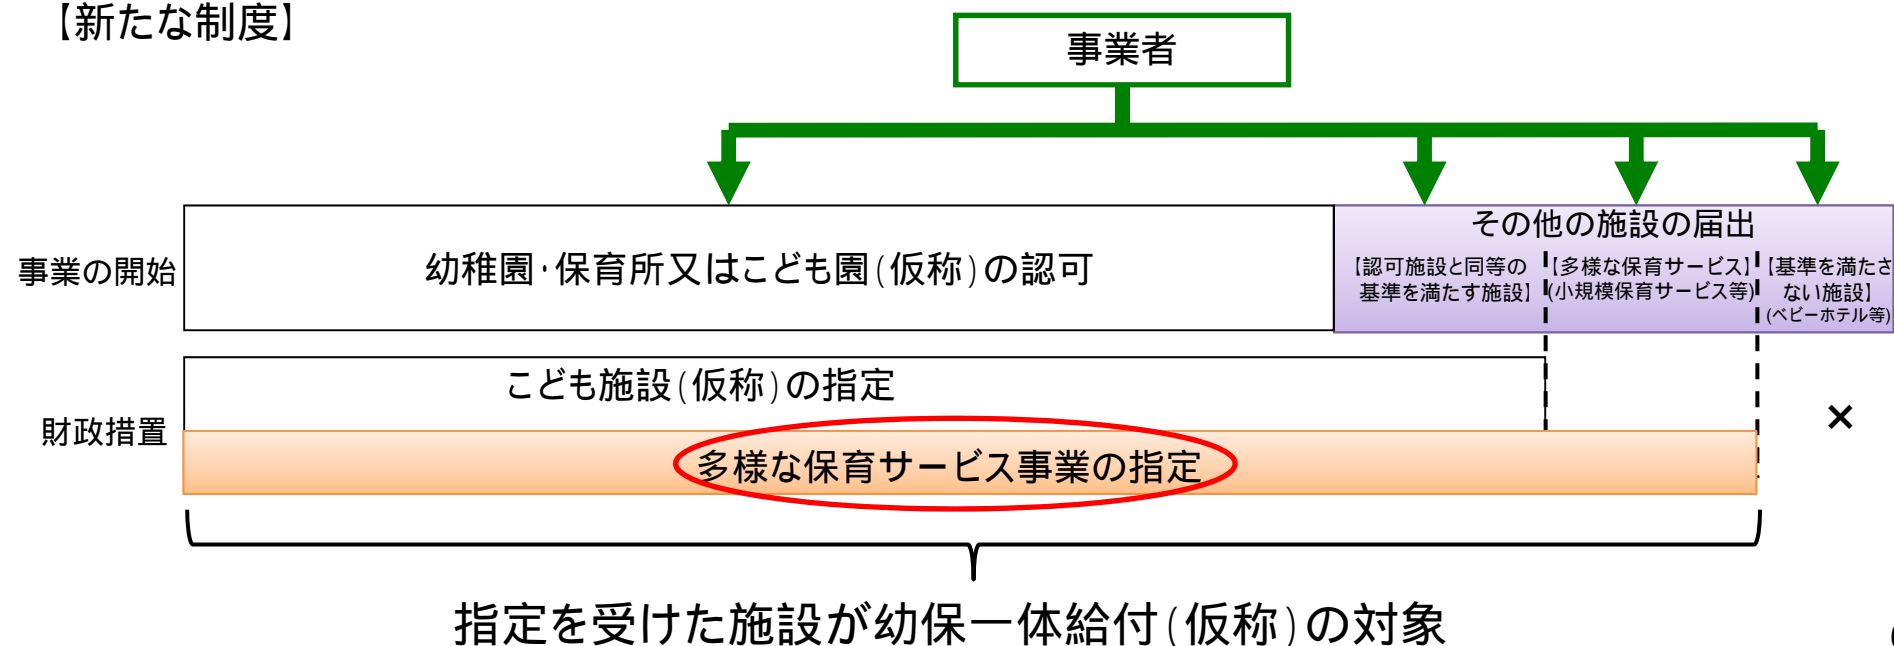 【新たな制度】
事業者
事業の開始
幼稚園・保育所又はこども園(仮称)の認可
その他の施設の届出
【認可施設と同等の
基準を満たす施設】
【多様な保育サービス】
(小規模保育サービス等)
【基準を満たさ
ない施設】
(ベビーホテル等)
財政措置
こども施設(仮称)の指定
多様な保育サービス事業の指定
×
指定を受けた施設が幼保一体給付(仮称)の対象